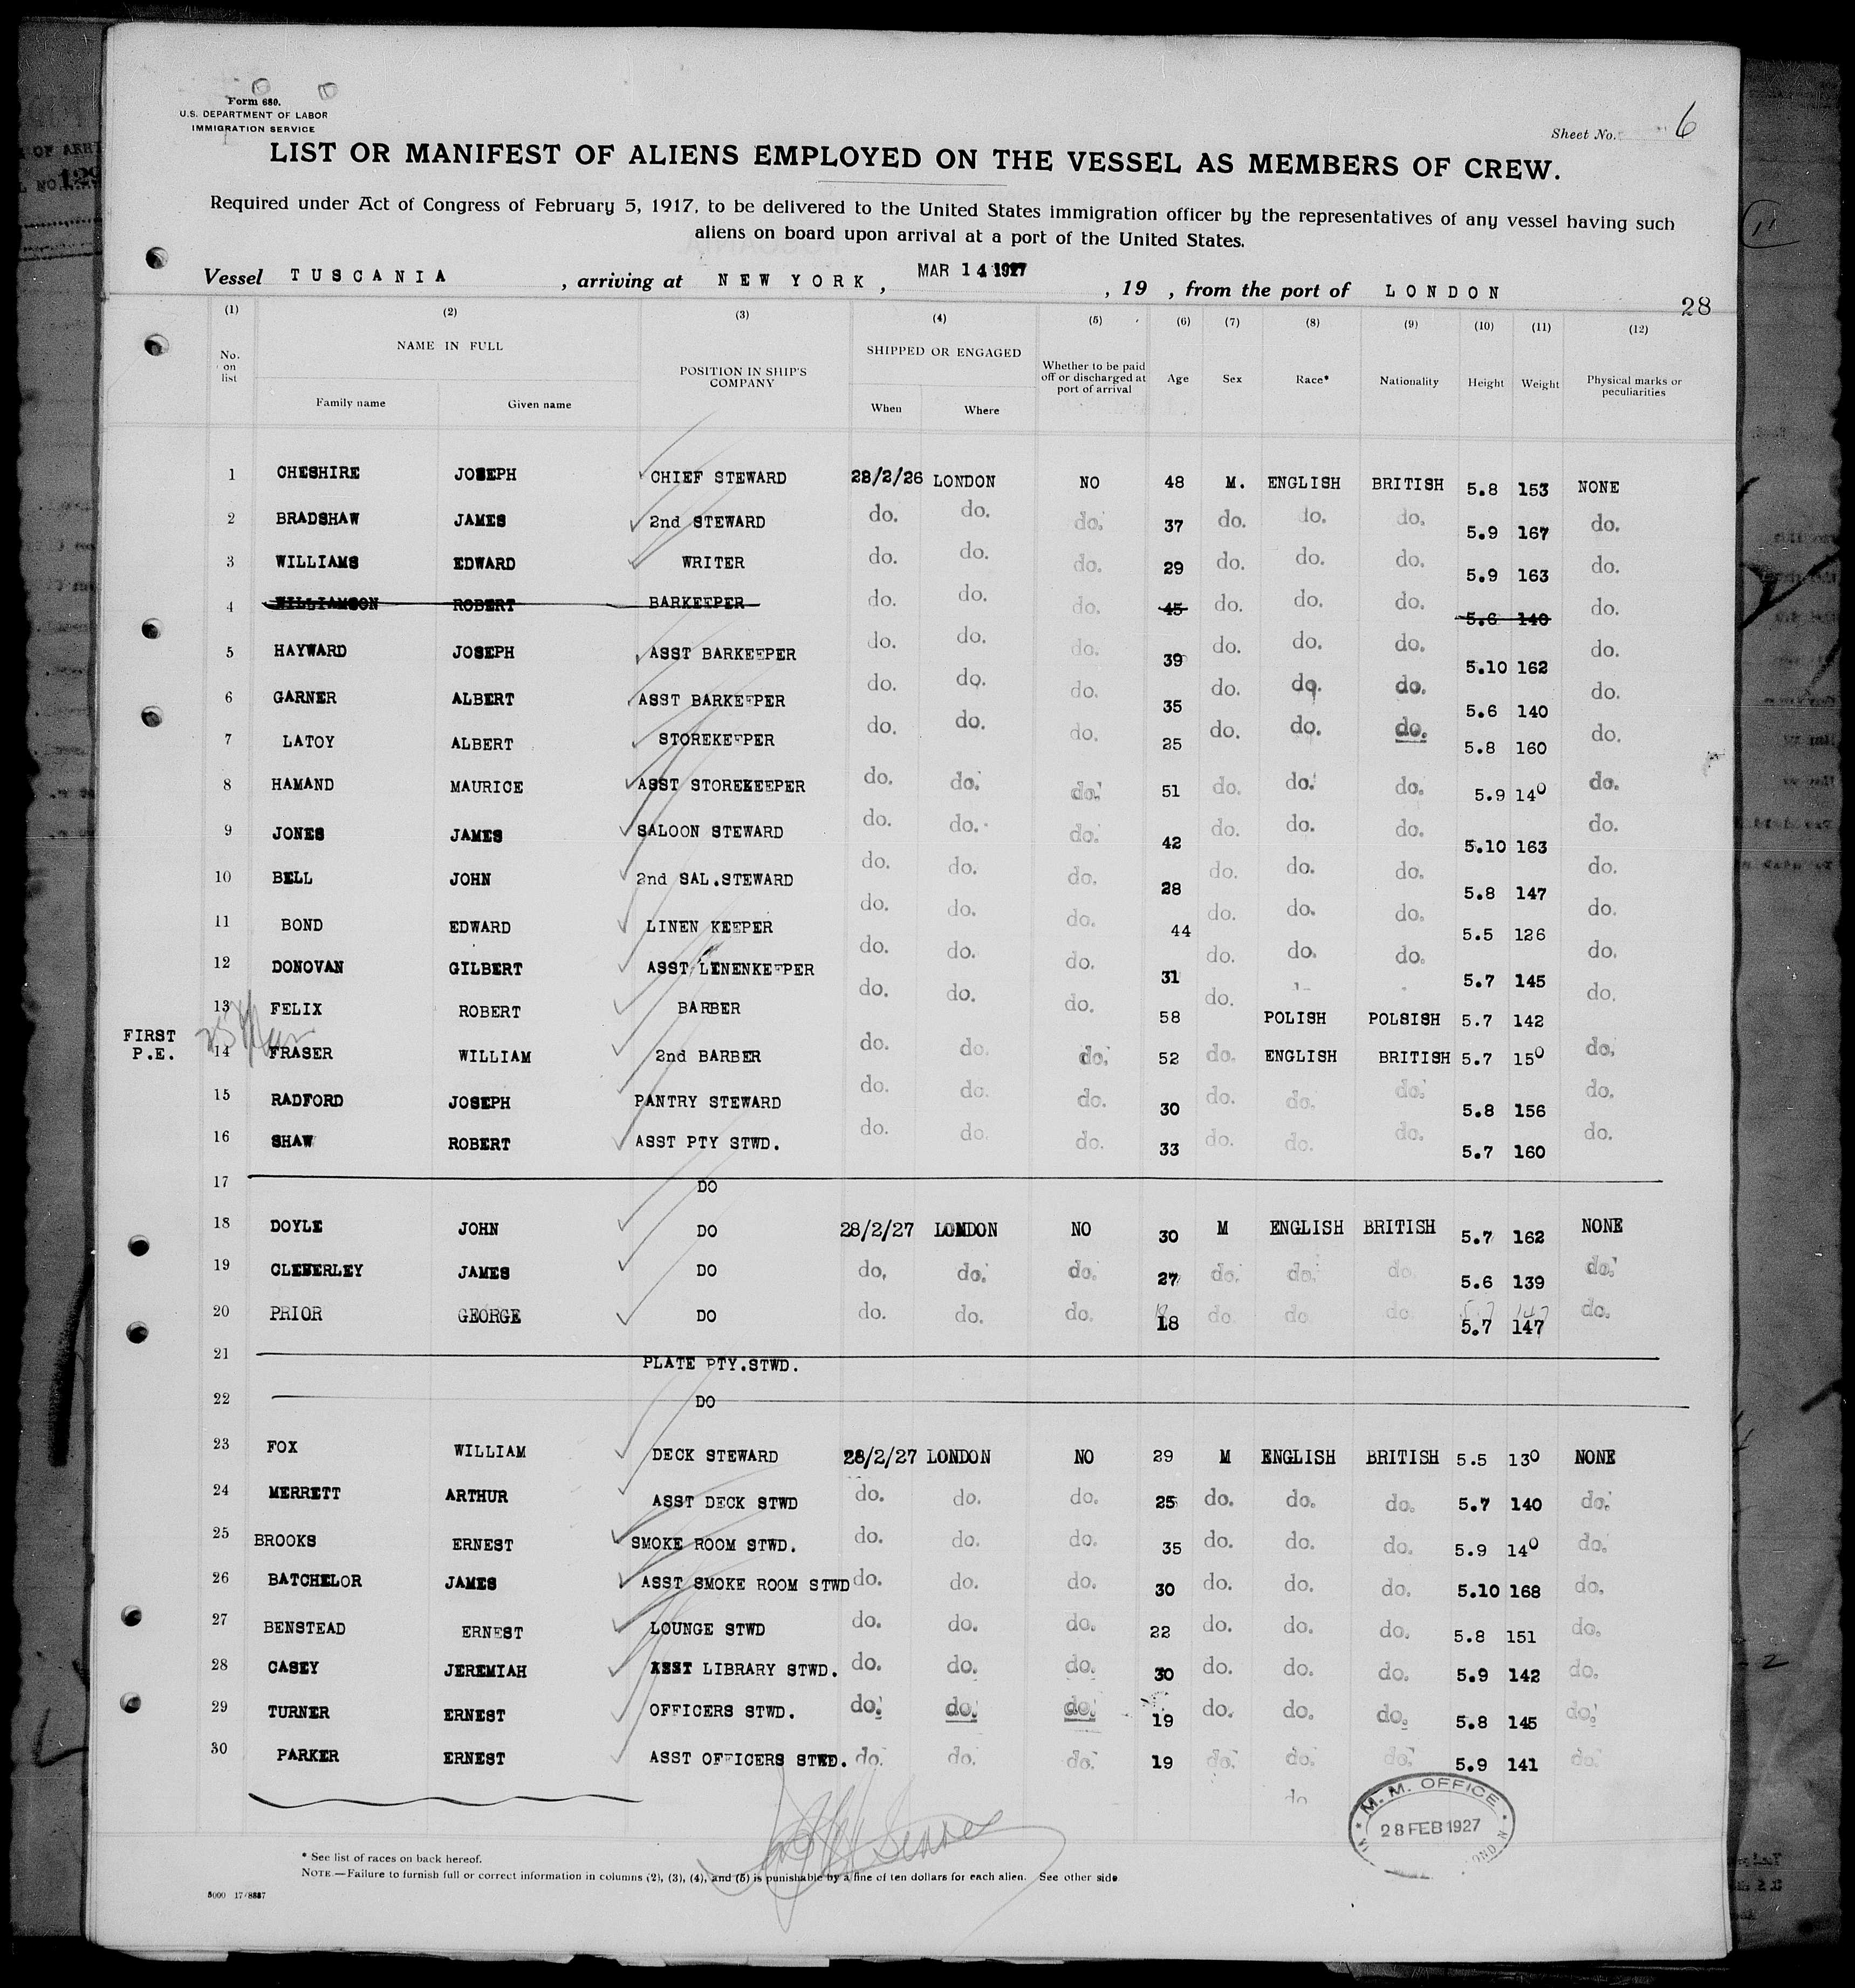 Form 680.
U.S. DEPARTMENT OF LABOR
IMMIGRATION SERVICE
Sheet No. 6
LIST OR MANIFEST OF ALIENS EMPLOYED ON THE VESSEL AS MEMBERS OF CREW.
Required under Act of Congress of February 5, 1917, to be delivered to the United States immigration officer by the representatives of any vessel having such
aliens on board upon arrival at a port of the United States.
Vessel TUSCANIA , arriving at NEW YORK, MAR 14 1927 , 19 , from the port of LONDON
28
(1) (2) (3) (4) (5) (6) (7) (8) (9) (10) (11) (12)
No. on list NAME IN FULL Family name Given name POSITION IN SHIP'S COMPANY SHIPPED OR ENGAGED When Where Whether to be paid off or discharged at port of arrival Age Sex Race* Nationality Height Weight Physical marks or peculiarities
1 CHESHIRE JOSEPH CHIEF STEWARD 28/2/26 LONDON NO 48 M. ENGLISH BRITISH 5.8 153 NONE
2 BRADSHAW JAMES 2nd STEWARD do. do. do. 37 do. do. do. 5.9 167 do.
3 WILLIAMS EDWARD WRITER do. do. do. 29 do. do. do. 5.9 163 do.
4 WILLIAMSON ROBERT BARKEEPER do. do. do. 45 do. do. do. 5.6 140 do.
5 HAYWARD JOSEPH ASST BARKEEPER do. do. do. 39 do. do. do. 5.10 162 do.
6 GARNER ALBERT ASST BARKEEPER do. do. do. 35 do. do. do. 5.6 140 do.
7 LATOY ALBERT STOREKEEPER do. do. do. 25 do. do. do. 5.8 160 do.
8 HAMAND MAURICE ASST STOREKEEPER do. do. do. 51 do. do. do. 5.9 140 do.
9 JONES JAMES SALOON STEWARD do. do. do. 42 do. do. do. 5.10 163 do.
10 BELL JOHN 2nd SAL.STEWARD do. do. do. 28 do. do. do. 5.8 147 do.
11 BOND EDWARD LINEN KEEPER do. do. do. 44 do. do. do. 5.5 126 do.
12 DONOVAN GILBERT ASST LINENKEEPER do. do. do. 31 do. do. do. 5.7 145 do.
13 FELIX ROBERT BARBER do. do. do. 58 do. POLISH POLSISH 5.7 142 do.
FIRST
P.E.
14 FRASER WILLIAM 2nd BARBER do. do. do. 52 do. ENGLISH BRITISH 5.7 150 do.
15 RADFORD JOSEPH PANTRY STEWARD do. do. do. 30 do. do. do. 5.8 156 do.
16 SHAW ROBERT ASST PTY STWD. do. do. do. 33 do. do. do. 5.7 160 do.
17 DO
18 DOYLE JOHN DO 28/2/27 LONDON NO 30 M ENGLISH BRITISH 5.7 162 NONE
19 CLEVERLEY JAMES DO do. do. do. 27 do. do. do. 5.6 139 do.
20 PRIOR GEORGE DO do. do. do. 18 do. do. do. 5.7 147 do.
21 PLATE PTY.STWD.
22 DO
23 FOX WILLIAM DECK STEWARD 28/2/27 LONDON NO 29 M ENGLISH BRITISH 5.5 130 NONE
24 MERRETT ARTHUR ASST DECK STWD do. do. do. 25 do. do. do. 5.7 140 do.
25 BROOKS ERNEST SMOKE ROOM STWD. do. do. do. 35 do. do. do. 5.9 140 do.
26 BATCHELOR JAMES ASST SMOKE ROOM STWD do. do. do. 30 do. do. do. 5.10 168 do.
27 BENSTEAD ERNEST LOUNGE STWD do. do. do. 22 do. do. do. 5.8 151 do.
28 CASEY JEREMIAH LIBRARY STWD. do. do. do. 30 do. do. do. 5.9 142 do.
29 TURNER ERNEST OFFICERS STWD. do. do. do. 19 do. do. do. 5.8 145 do.
30 PARKER ERNEST ASST OFFICERS STWD. do. do. do. 19 do. do. do. 5.9 141 do.
M. M. OFFICE
28 FEB 1927
* See list of races on back hereof.
NOTE.—Failure to furnish full or correct information in columns (2), (3), (4), and (5) is punishable by a fine of ten dollars for each alien. See other side